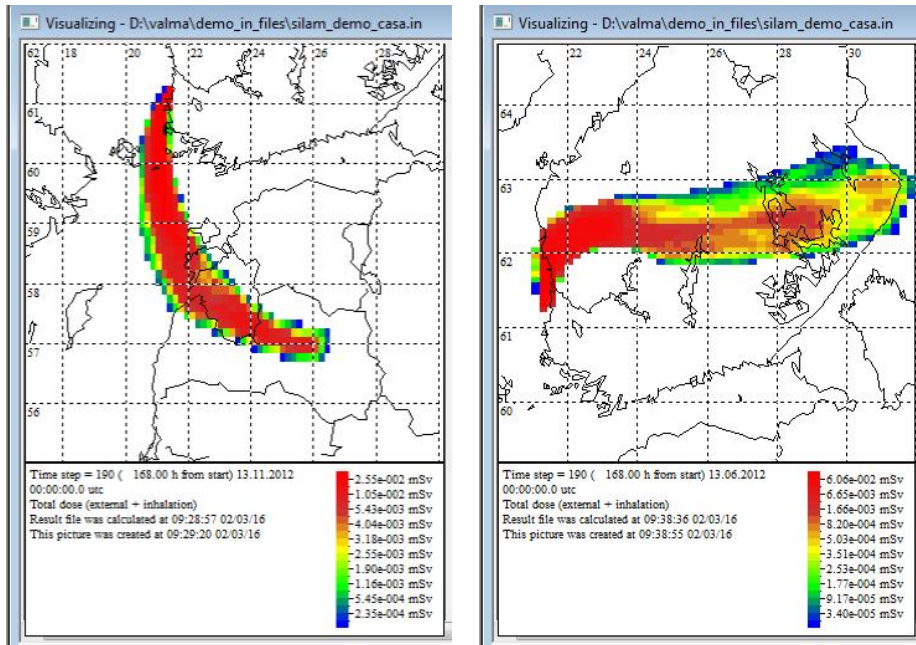 Visualizing - D:\valma\demo_in_files\silam_demo_casa.in
62 18 20 22 24 26 28
61
60
59
58
57
56
Time step = 190 ( 168.00 h from start) 13.11.2012
00:00:00.0 utc
Total dose (external + inhalation)
Result file was calculated at 09:28:57 02/03/16
This picture was created at 09:29:20 02/03/16
2.55e-002 mSv
1.05e-002 mSv
5.43e-003 mSv
4.04e-003 mSv
3.18e-003 mSv
2.55e-003 mSv
1.90e-003 mSv
1.16e-003 mSv
5.45e-004 mSv
2.35e-004 mSv
Visualizing - D:\valma\demo_in_files\silam_demo_casa.in
22 24 26 28 30
64
63
62
61
60
Time step = 190 ( 168.00 h from start) 13.06.2012
00:00:00.0 utc
Total dose (external + inhalation)
Result file was calculated at 09:38:36 02/03/16
This picture was created at 09:38:55 02/03/16
6.06e-002 mSv
6.65e-003 mSv
1.66e-003 mSv
8.20e-004 mSv
5.03e-004 mSv
3.51e-004 mSv
2.53e-004 mSv
1.77e-004 mSv
9.17e-005 mSv
3.40e-005 mSv